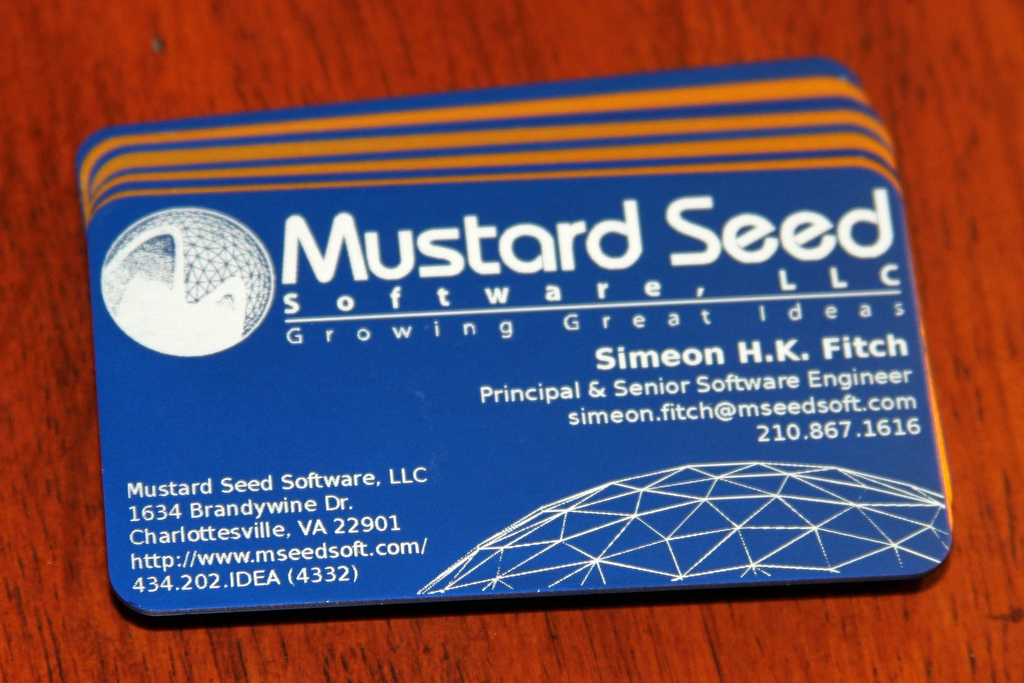 Mustard Seed
Software, LLC
Growing Great Ideas
Simeon H.K. Fitch
Principal & Senior Software Engineer
simeon.fitch@mseedsoft.com
210.867.1616
Mustard Seed Software, LLC
1634 Brandywine Dr.
Charlottesville, VA 22901
http://www.mseedsoft.com/
434.202.IDEA (4332)